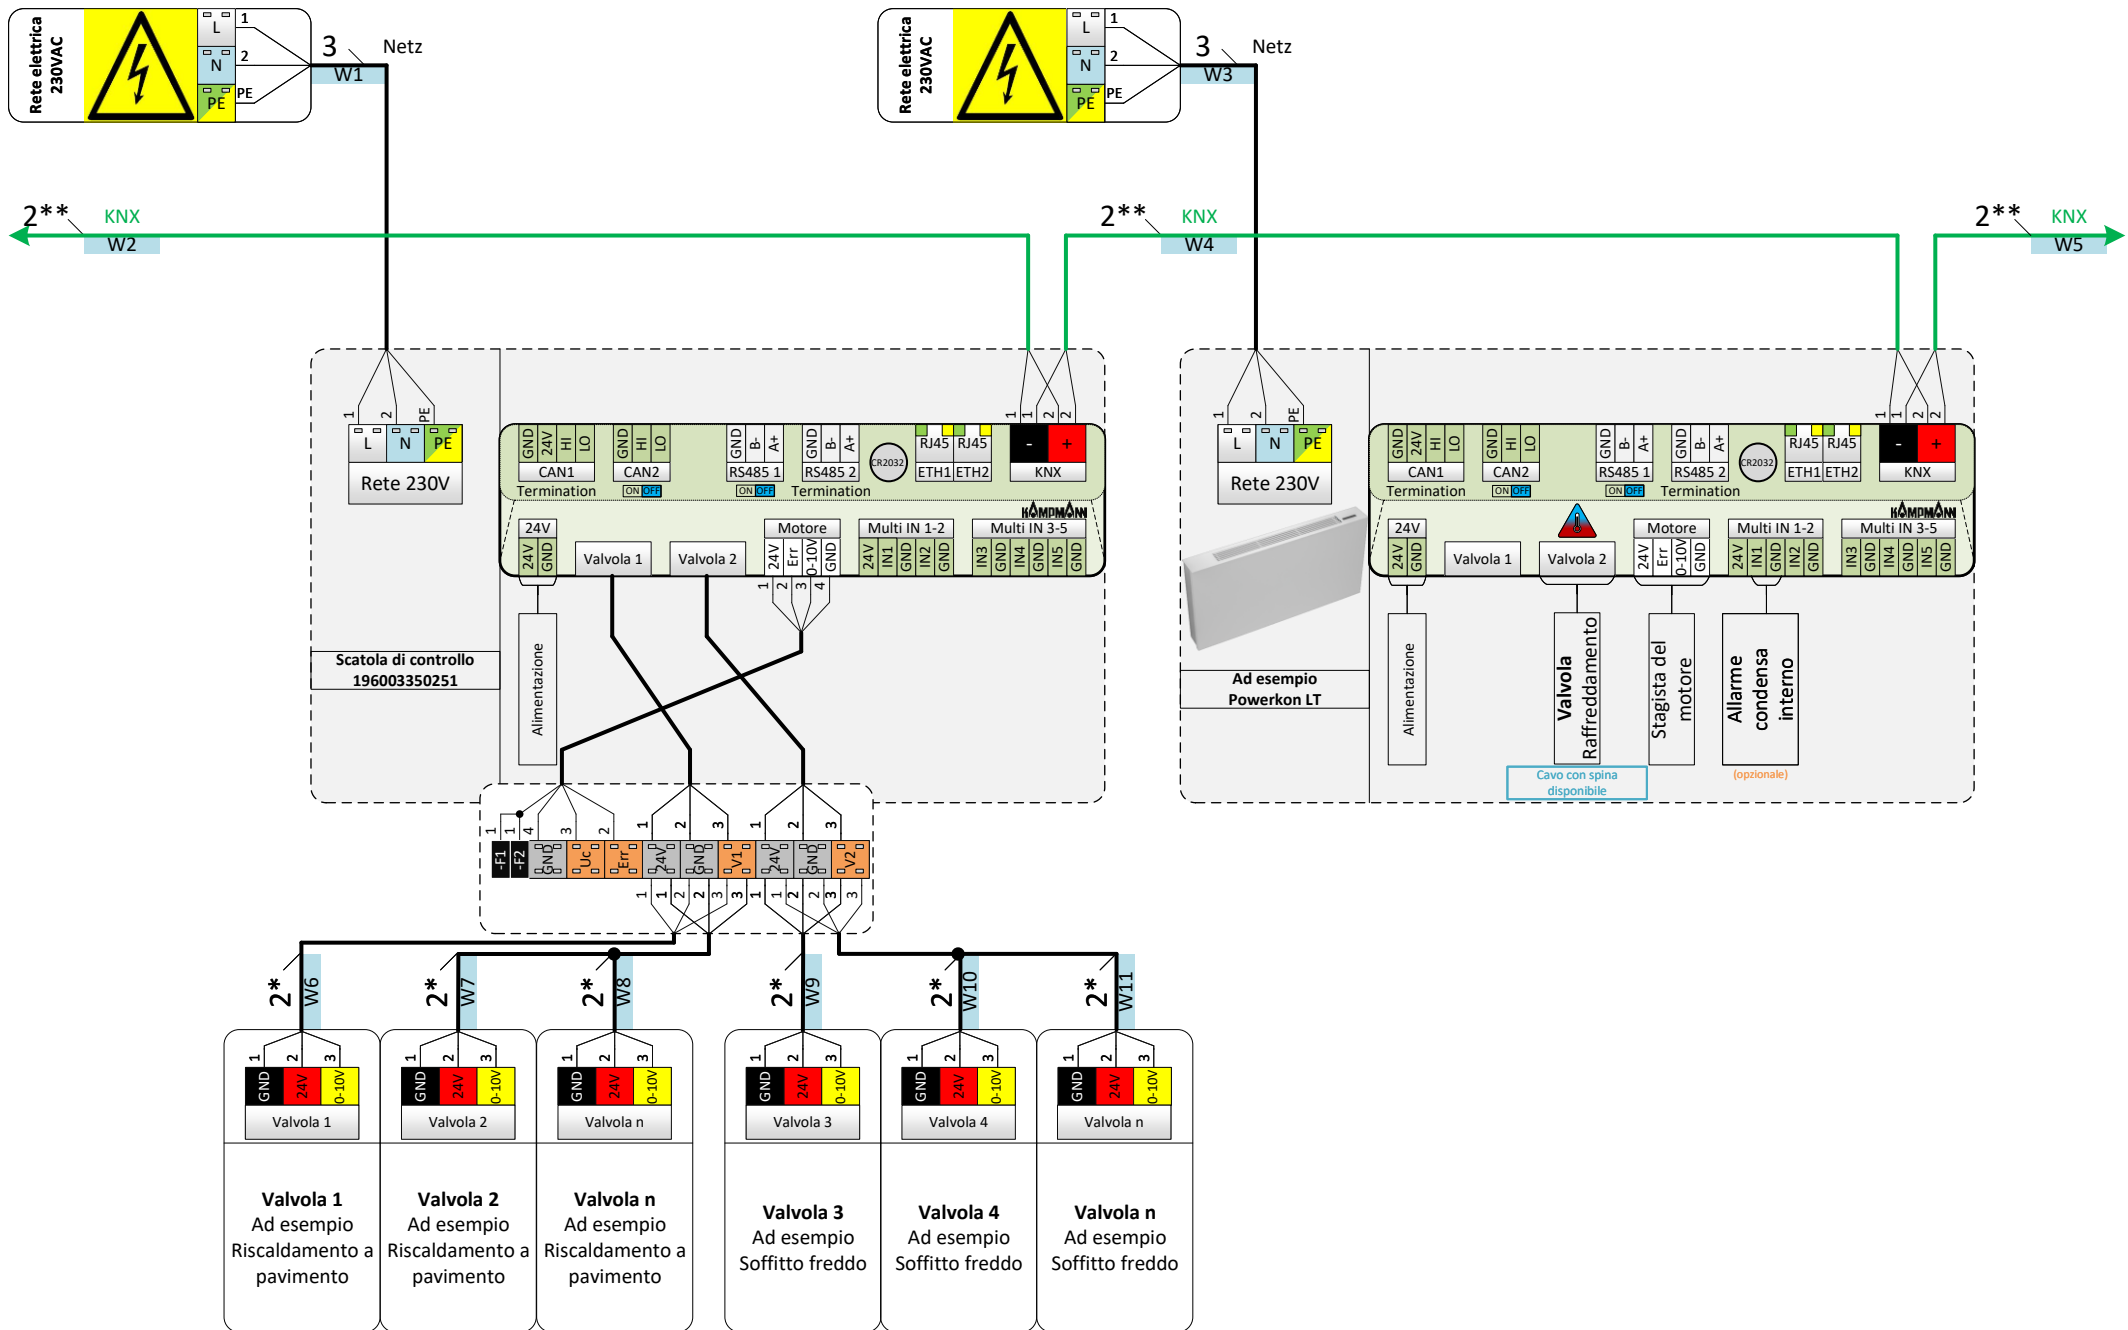 Rete elettrica
230VAC
L
N
PE
1
2
PE
3
Netz
W1
Rete elettrica
230VAC
L
N
PE
1
2
PE
3
Netz
W3
2**
KNX
W2
2**
KNX
W4
2**
KNX
W5
1
2
PE
L
N
PE
Rete 230V
1
1
2
2
GND
24V
HI
LO
CAN1
GND
HI
LO
CAN2
GND
B-
A+
RS485 1
GND
B-
A+
RS485 2
CR2032
RJ45
RJ45
ETH1
ETH2
-
+
KNX
Termination
ON
OFF
ON
OFF
Termination
KAMPMANN
24V
24V
GND
Valvola 1
Valvola 2
Motore
24V
Err
0-10V
GND
Multi IN 1-2
24V
IN1
GND
IN2
GND
Multi IN 3-5
IN3
GND
IN4
GND
IN5
GND
1
2
3
4
Scatola di controllo
196003350251
Alimentazione
1
2
PE
L
N
PE
Rete 230V
1
1
2
2
GND
24V
HI
LO
CAN1
GND
HI
LO
CAN2
GND
B-
A+
RS485 1
GND
B-
A+
RS485 2
CR2032
RJ45
RJ45
ETH1
ETH2
-
+
KNX
Termination
ON
OFF
ON
OFF
Termination
KAMPMANN
24V
24V
GND
Valvola 1
Valvola 2
Motore
24V
Err
0-10V
GND
Multi IN 1-2
24V
IN1
GND
IN2
GND
Multi IN 3-5
IN3
GND
IN4
GND
IN5
GND
Ad esempio
Powerkon LT
Alimentazione
Valvola
Raffreddamento
Stagista del
motore
Allarme
condensa
interno
Cavo con spina
disponibile
(opzionale)
1
1
4
3
2
1
2
3
1
2
3
-F1
-F2
GND
Uc
Err
24V
GND
V1
24V
GND
V2
1
1
2
2
3
3
1
1
2
2
3
3
2*
W6
2*
W7
2*
W8
2*
W9
2*
W10
2*
W11
1
2
3
GND
24V
0-10V
Valvola 1
Valvola 1
Ad esempio
Riscaldamento a
pavimento
1
2
3
GND
24V
0-10V
Valvola 2
Valvola 2
Ad esempio
Riscaldamento a
pavimento
1
2
3
GND
24V
0-10V
Valvola n
Valvola n
Ad esempio
Riscaldamento a
pavimento
1
2
3
GND
24V
0-10V
Valvola 3
Valvola 3
Ad esempio
Soffitto freddo
1
2
3
GND
24V
0-10V
Valvola 4
Valvola 4
Ad esempio
Soffitto freddo
1
2
3
GND
24V
0-10V
Valvola n
Valvola n
Ad esempio
Soffitto freddo